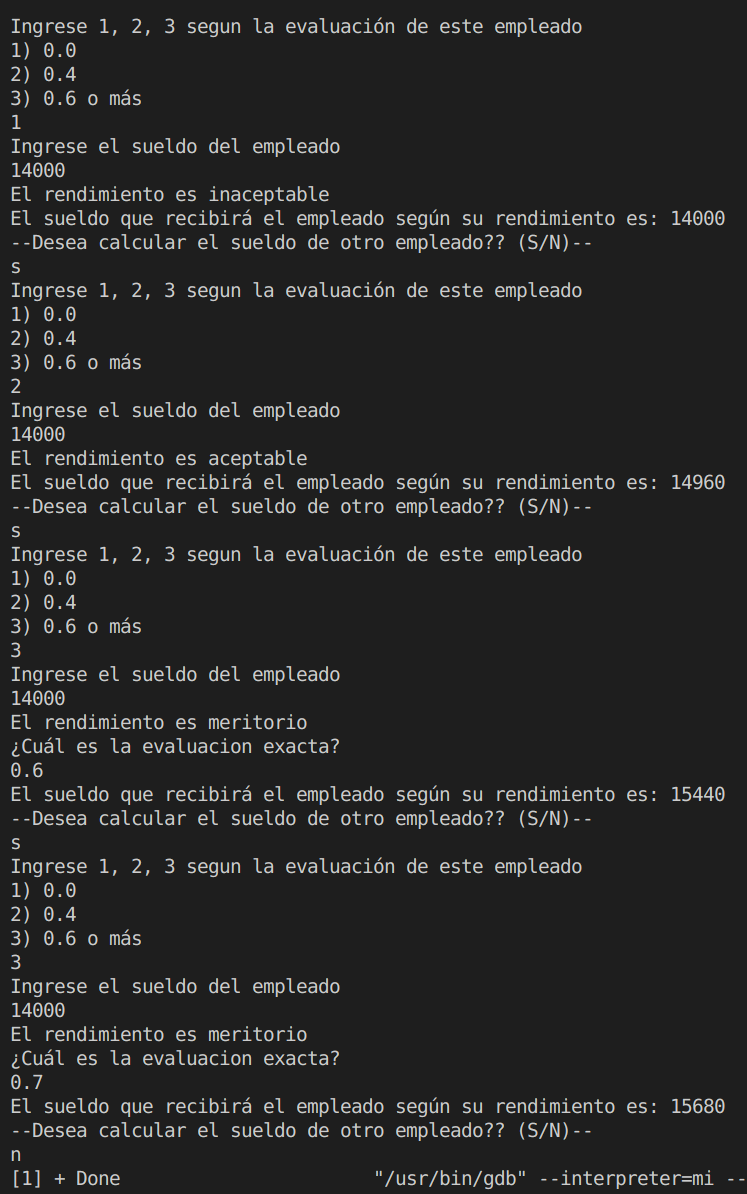 Ingrese 1, 2, 3 segun la evaluación de este empleado
1) 0.0
2) 0.4
3) 0.6 o más
1
Ingrese el sueldo del empleado
14000
El rendimiento es inaceptable
El sueldo que recibirá el empleado según su rendimiento es: 14000
--Desea calcular el sueldo de otro empleado?? (S/N)--
s
Ingrese 1, 2, 3 segun la evaluación de este empleado
1) 0.0
2) 0.4
3) 0.6 o más
2
Ingrese el sueldo del empleado
14000
El rendimiento es aceptable
El sueldo que recibirá el empleado según su rendimiento es: 14960
--Desea calcular el sueldo de otro empleado?? (S/N)--
s
Ingrese 1, 2, 3 segun la evaluación de este empleado
1) 0.0
2) 0.4
3) 0.6 o más
3
Ingrese el sueldo del empleado
14000
El rendimiento es meritorio
¿Cuál es la evaluacion exacta?
0.6
El sueldo que recibirá el empleado según su rendimiento es: 15440
--Desea calcular el sueldo de otro empleado?? (S/N)--
s
Ingrese 1, 2, 3 segun la evaluación de este empleado
1) 0.0
2) 0.4
3) 0.6 o más
3
Ingrese el sueldo del empleado
14000
El rendimiento es meritorio
¿Cuál es la evaluacion exacta?
0.7
El sueldo que recibirá el empleado según su rendimiento es: 15680
--Desea calcular el sueldo de otro empleado?? (S/N)--
n
[1] + Done "/usr/bin/gdb" --interpreter=mi --